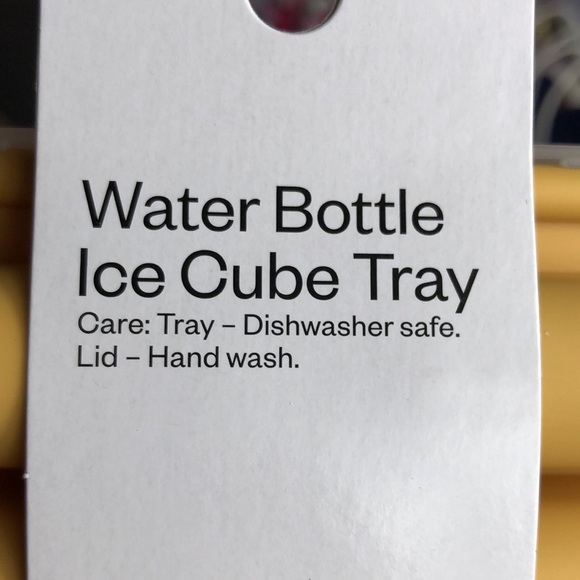 Water Bottle
Ice Cube Tray
Care: Tray – Dishwasher safe.
Lid – Hand wash.